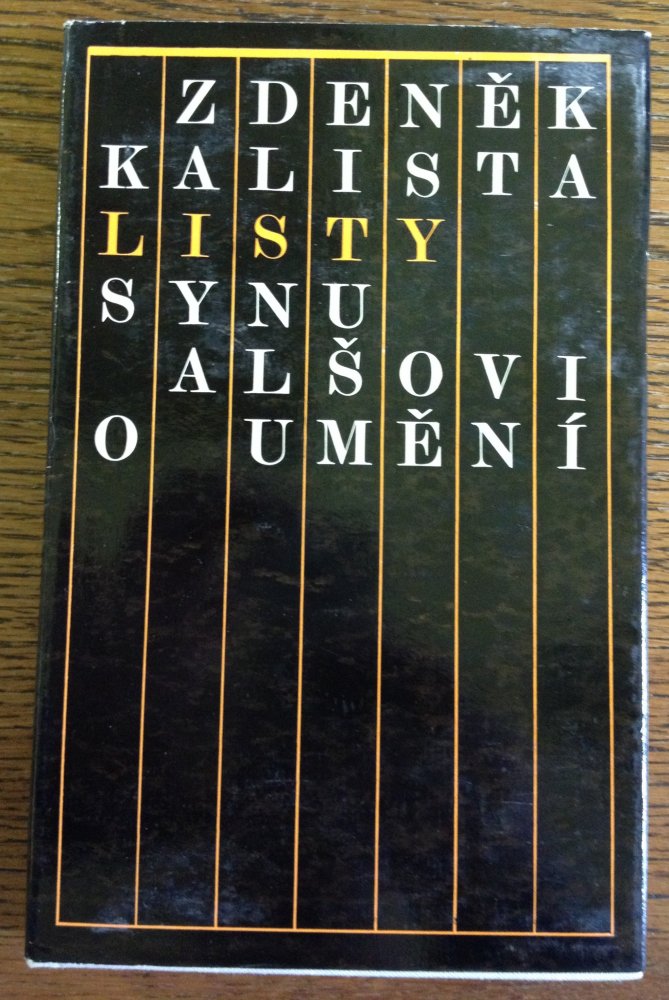 ZDENĚK
KALISTA
LISTY
SYNU
ALŠOVI
O UMĚNÍ